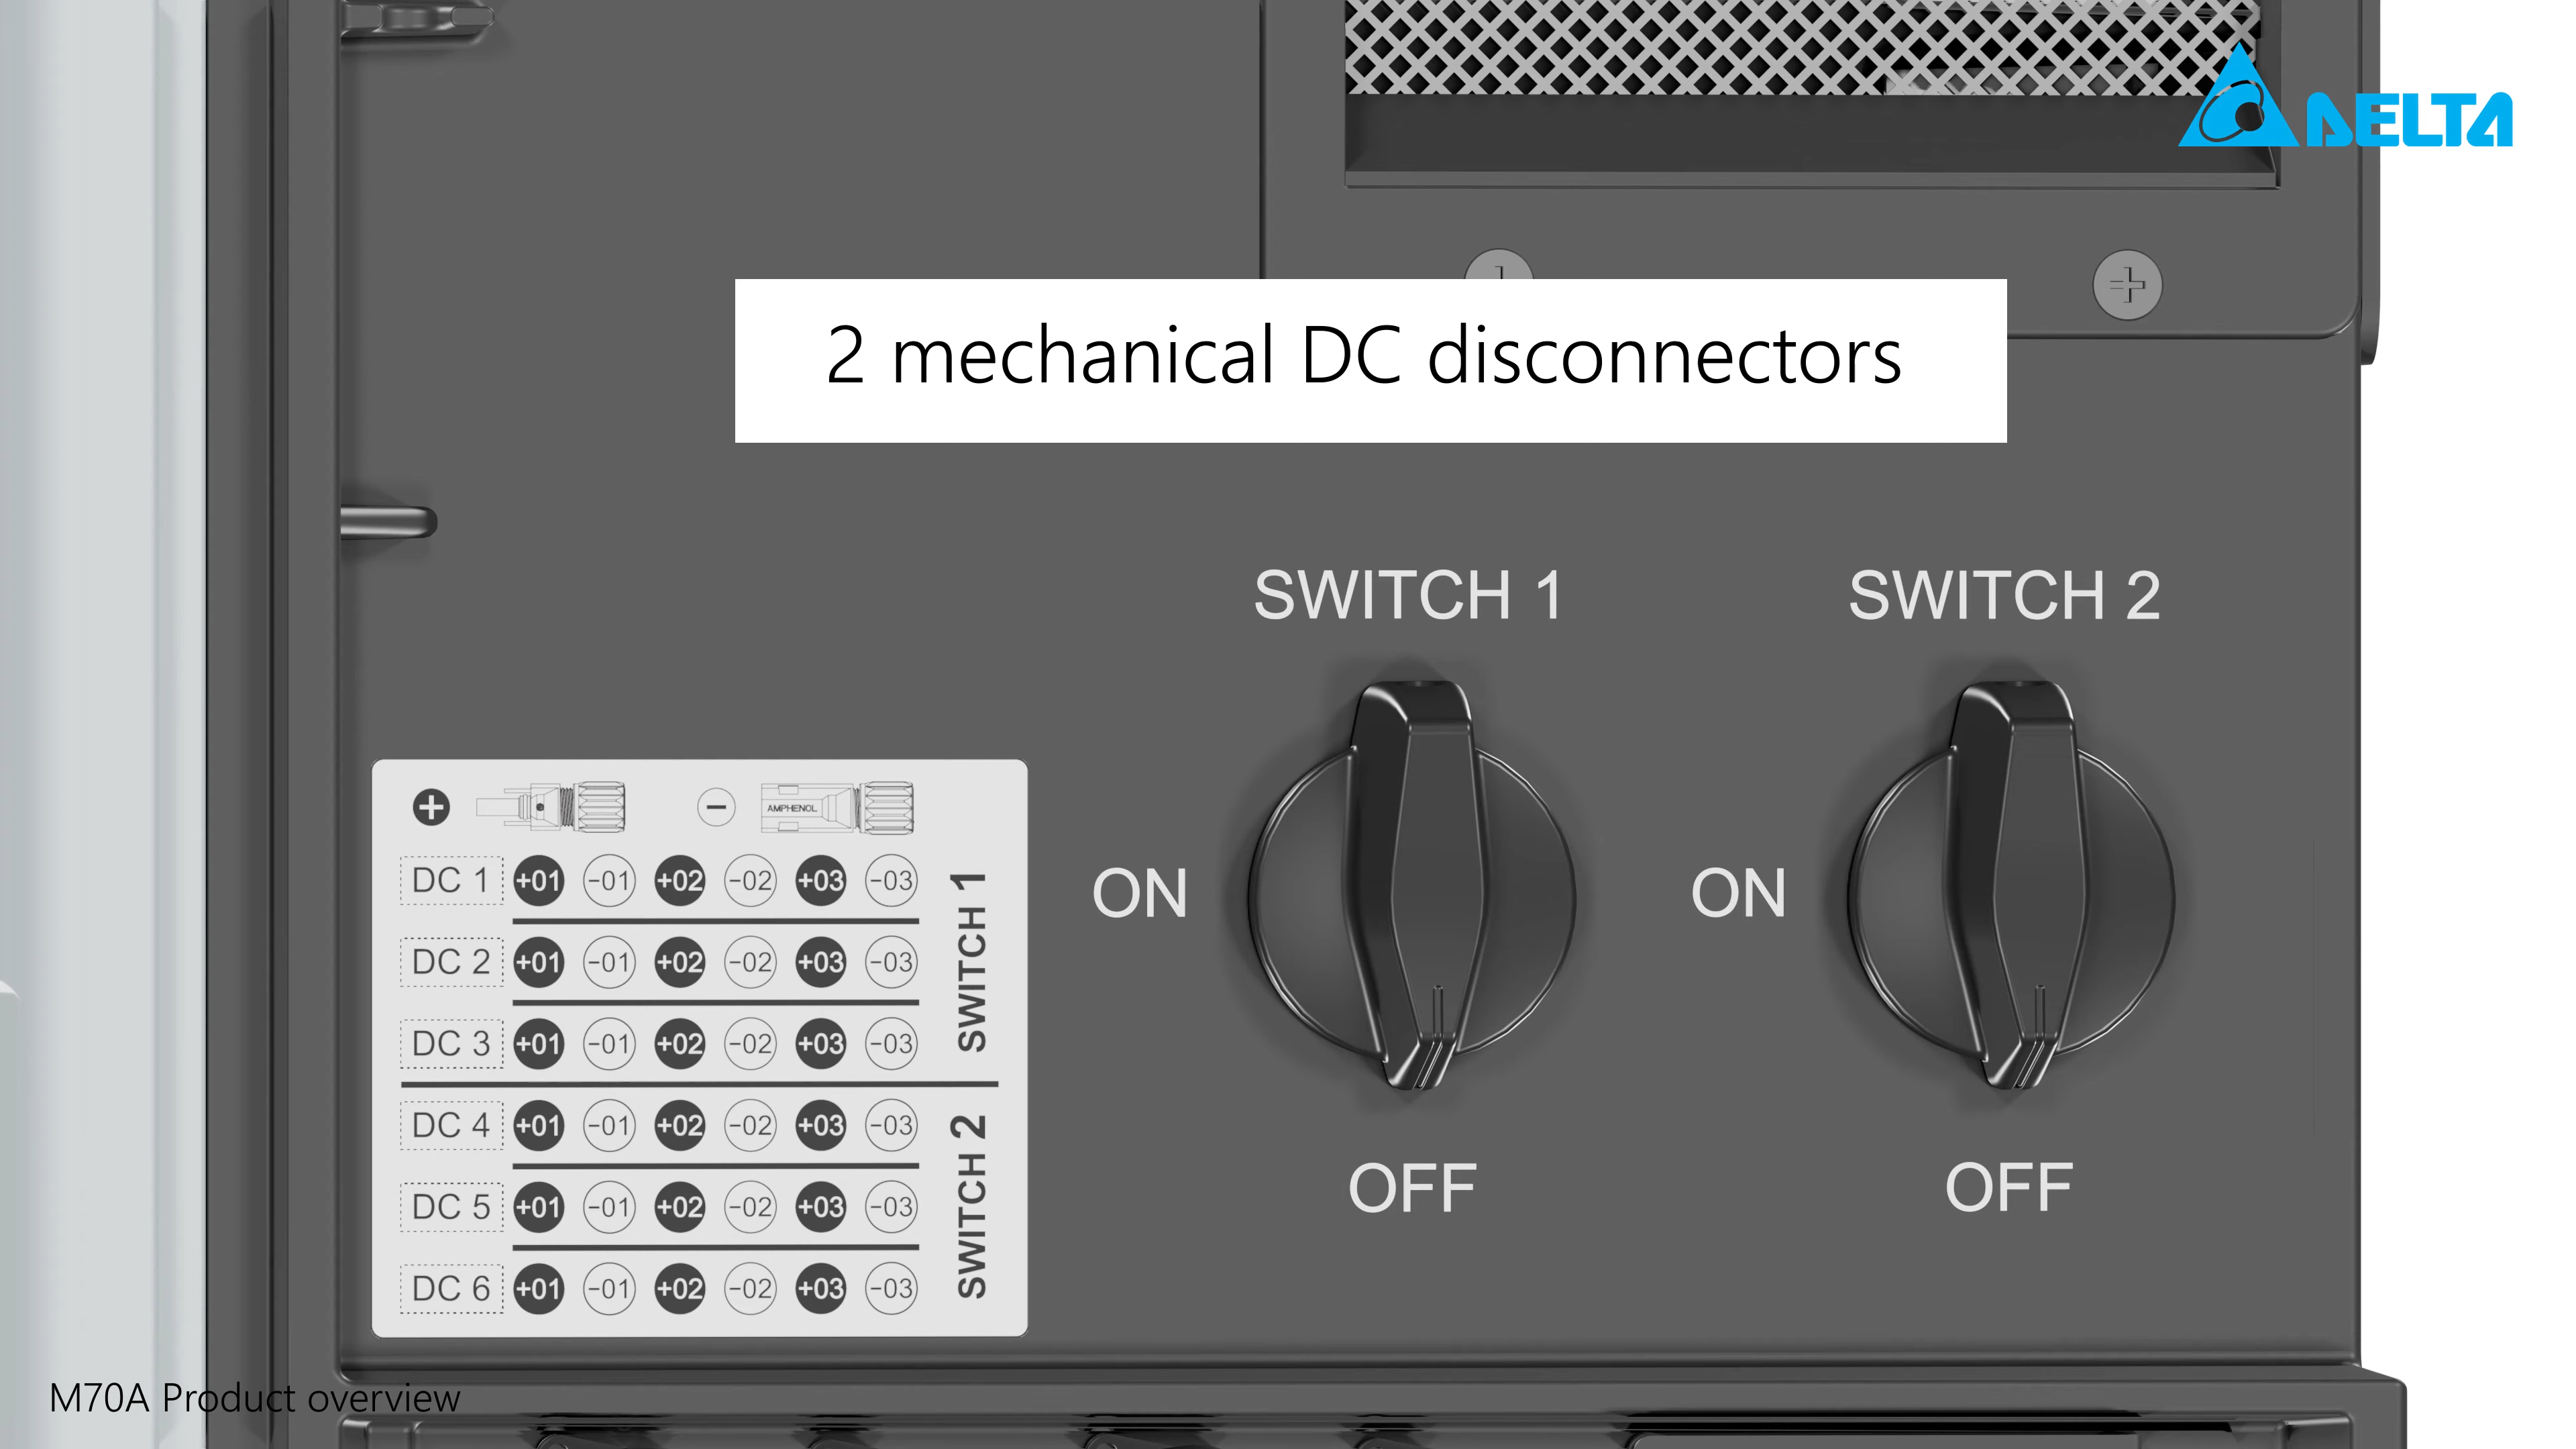 DELTA
2 mechanical DC disconnectors
SWITCH 1
SWITCH 2
ON
OFF
ON
OFF
+ −
AMPHENOL
DC 1 +01 −01 +02 −02 +03 −03
DC 2 +01 −01 +02 −02 +03 −03
DC 3 +01 −01 +02 −02 +03 −03
SWITCH 1
DC 4 +01 −01 +02 −02 +03 −03
DC 5 +01 −01 +02 −02 +03 −03
DC 6 +01 −01 +02 −02 +03 −03
SWITCH 2
M70A Product overview